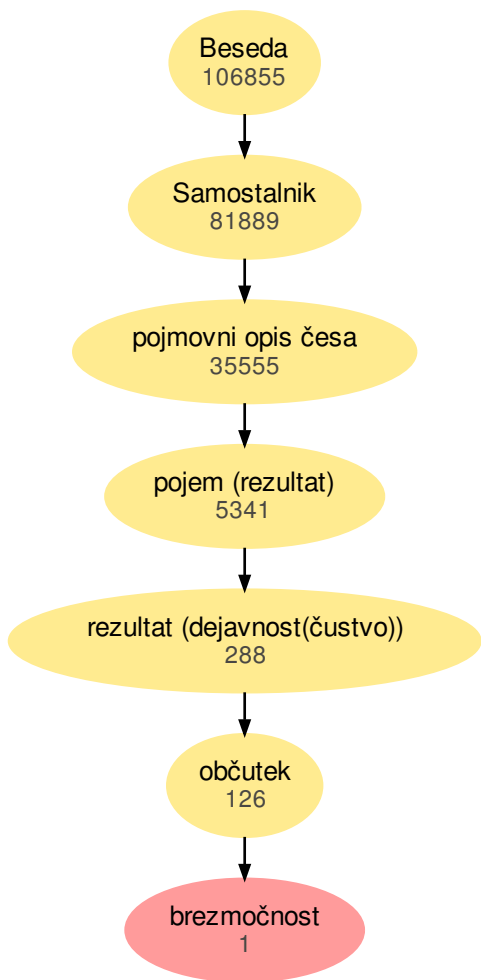 Beseda
106855
Samostalnik
81889
pojmovni opis česa
35555
pojem (rezultat)
5341
rezultat (dejavnost(čustvo))
288
občutek
126
brezmočnost
1